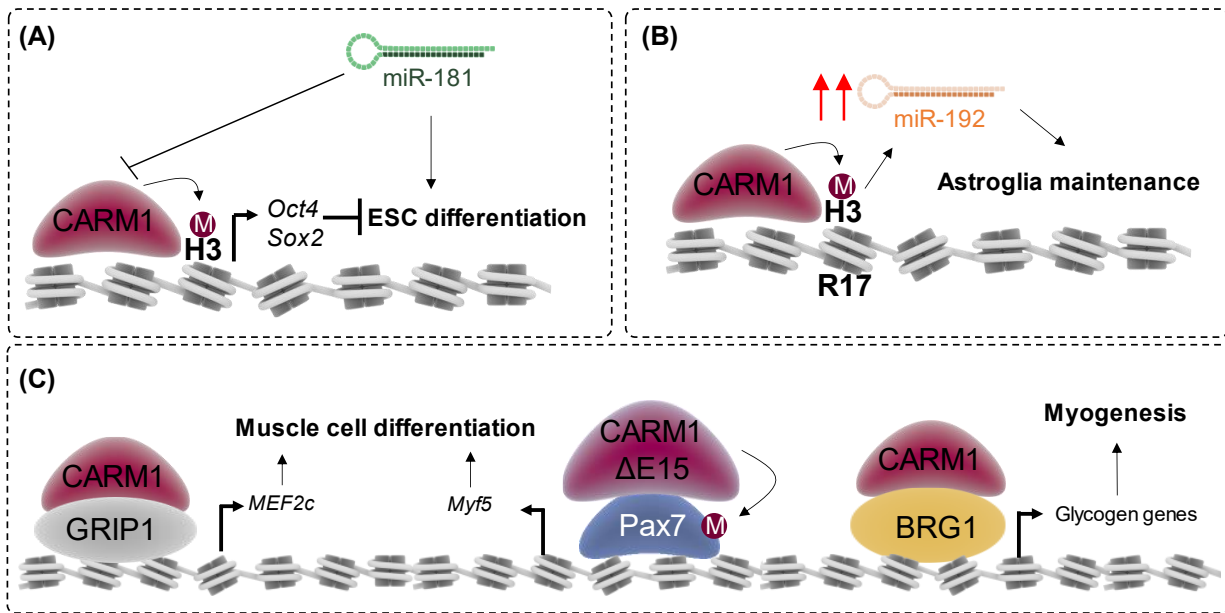 (A)
miR-181
CARM1
M
H3
Oct4
Sox2
ESC differentiation
(B)
miR-192
CARM1
M
H3
R17
Astroglia maintenance
(C)
Muscle cell differentiation
CARM1
GRIP1
MEF2c
Myf5
CARM1
ΔE15
Pax7
M
CARM1
BRG1
Myogenesis
Glycogen genes